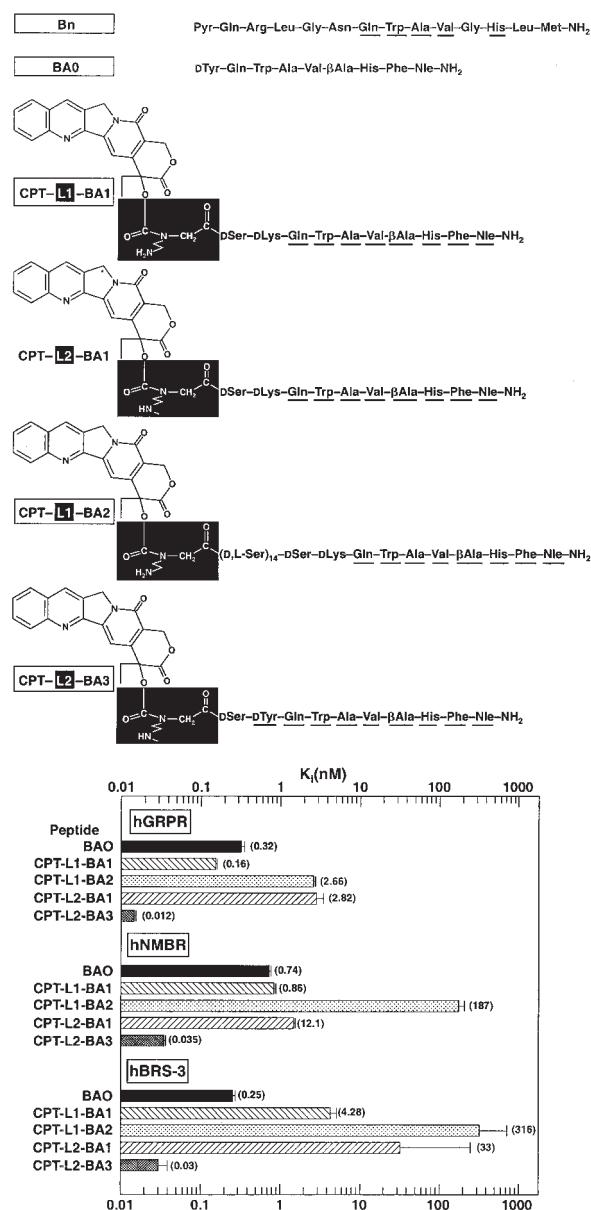 Bn
Pyr–Gln–Arg–Leu–Gly–Asn–Gln–Trp–Ala–Val–Gly–His–Leu–Met–NH2
BA0
DTyr–Gln–Trp–Ala–Val–βAla–His–Phe–Nle–NH2
O
N
N
O
O
CPT–L1–BA1
O
O
C
O
C
N
CH2
H2N
DSer–DLys–Gln–Trp–Ala–Val–βAla–His–Phe–Nle–NH2
O
N
N
O
O
CPT–L2–BA1
O
O
C
O
C
N
CH2
HN
DSer–DLys–Gln–Trp–Ala–Val–βAla–His–Phe–Nle–NH2
O
N
N
O
O
CPT–L1–BA2
O
O
C
O
C
N
CH2
H2N
(D,L-Ser)14–DSer–DLys–Gln–Trp–Ala–Val–βAla–His–Phe–Nle–NH2
O
N
N
O
O
CPT–L2–BA3
O
O
C
O
C
N
CH2
HN
DSer–DTyr–Gln–Trp–Ala–Val–βAla–His–Phe–Nle–NH2
Ki(nM)
0.01 0.1 1 10 100 1000
Peptide
hGRPR
BAO (0.32)
CPT-L1-BA1 (0.16)
CPT-L1-BA2 (2.66)
CPT-L2-BA1 (2.82)
CPT-L2-BA3 (0.012)
hNMBR
BAO (0.74)
CPT-L1-BA1 (0.86)
CPT-L1-BA2 (187)
CPT-L2-BA1 (12.1)
CPT-L2-BA3 (0.035)
hBRS-3
BAO (0.25)
CPT-L1-BA1 (4.28)
CPT-L1-BA2 (316)
CPT-L2-BA1 (33)
CPT-L2-BA3 (0.03)
0.01 0.1 1 10 100 1000